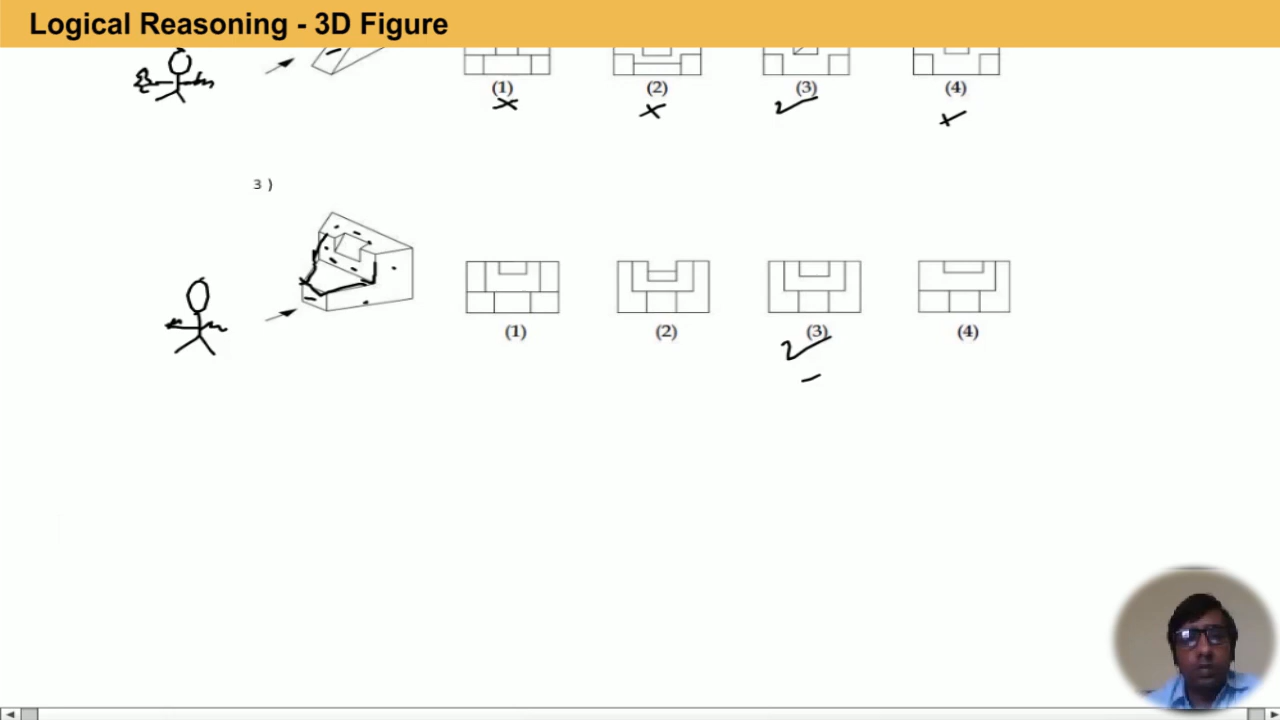 Logical Reasoning - 3D Figure
(1) (2) (3) (4)
3 )
(1) (2) (3) (4)